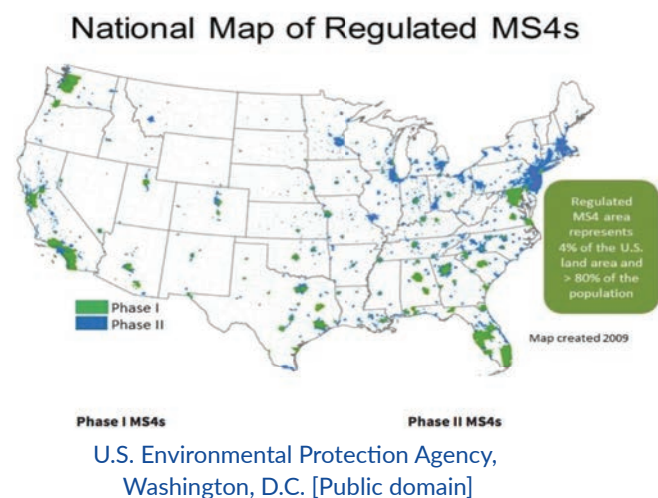 National Map of Regulated MS4s
Regulated
MS4 area
represents
4% of the U.S.
land area and
> 80% of the
population
Phase I
Phase II
Map created 2009
Phase I MS4s
Phase II MS4s
U.S. Environmental Protection Agency,
Washington, D.C. [Public domain]